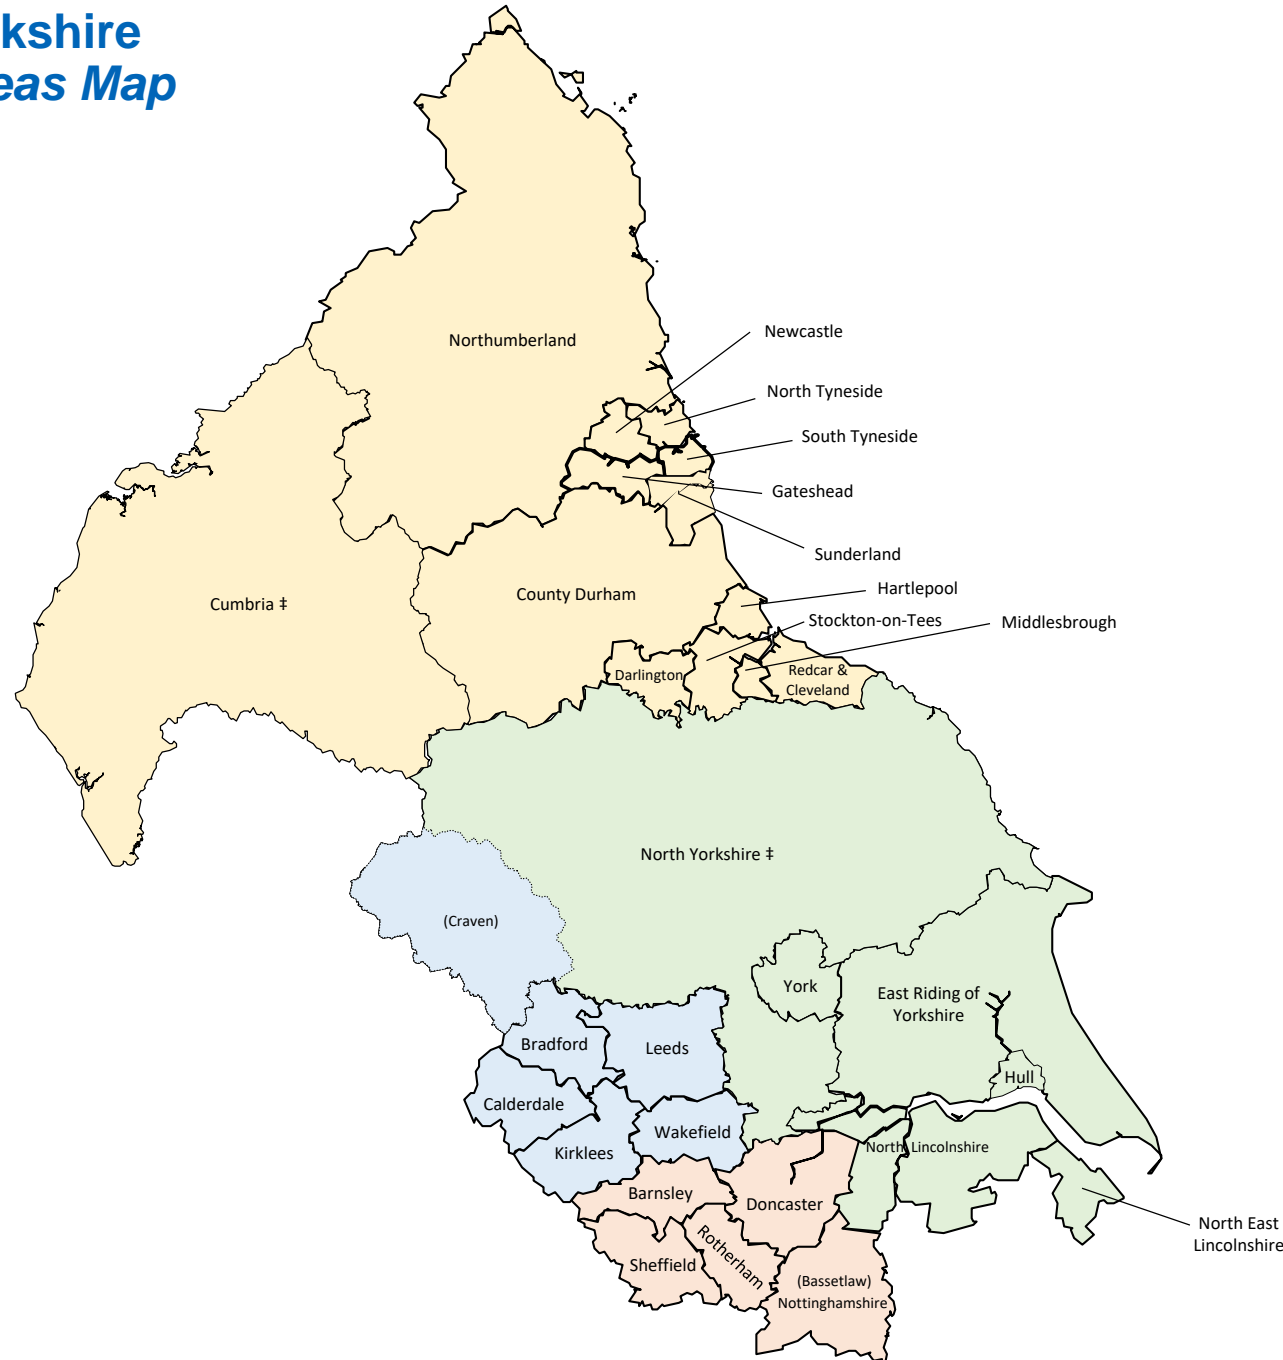 kshire
eas Map
Northumberland
Newcastle
North Tyneside
South Tyneside
Gateshead
Sunderland
Cumbria ‡
County Durham
Hartlepool
Stockton-on-Tees
Middlesbrough
Darlington
Redcar &
Cleveland
North Yorkshire ‡
(Craven)
York
East Riding of
Yorkshire
Bradford
Leeds
Hull
Calderdale
Wakefield
Kirklees
North Lincolnshire
Barnsley
Doncaster
Rotherham
Sheffield
(Bassetlaw)
Nottinghamshire
North East
Lincolnshire